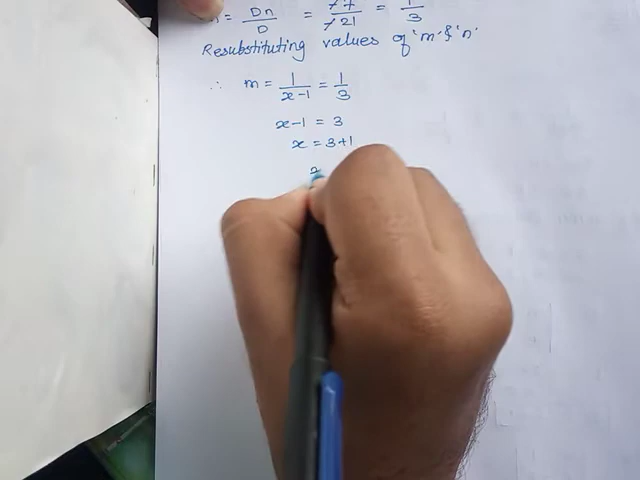 = Dn/D = -7/-21 = 1/3
Resubstituting values of 'm' & 'n'
∴ m = 1/x-1 = 1/3
x-1 = 3
x = 3+1